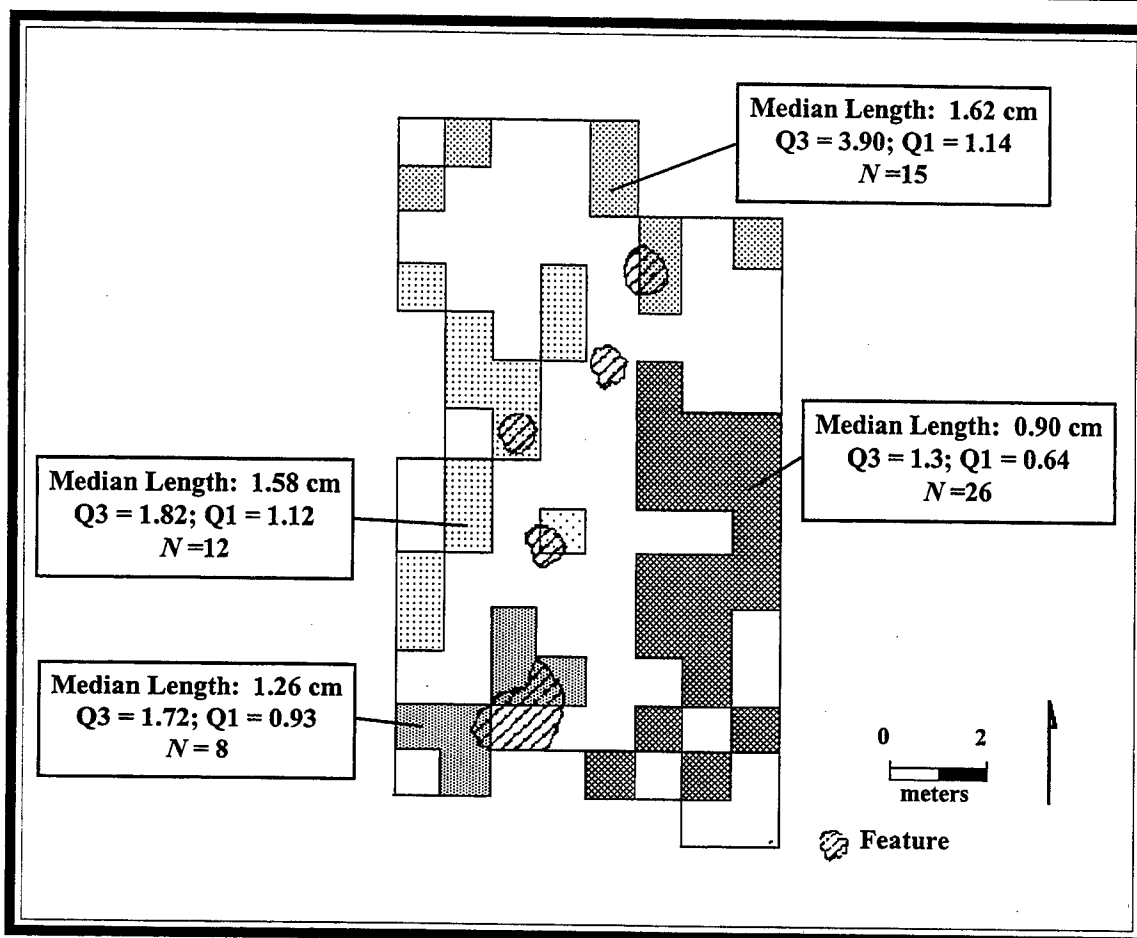 Median Length: 1.62 cm
Q3 = 3.90; Q1 = 1.14
N =15
Median Length: 0.90 cm
Q3 = 1.3; Q1 = 0.64
N=26
Median Length: 1.58 cm
Q3 = 1.82; Q1 = 1.12
N =12
Median Length: 1.26 cm
Q3 = 1.72; Q1 = 0.93
N = 8
0 2
meters
Feature